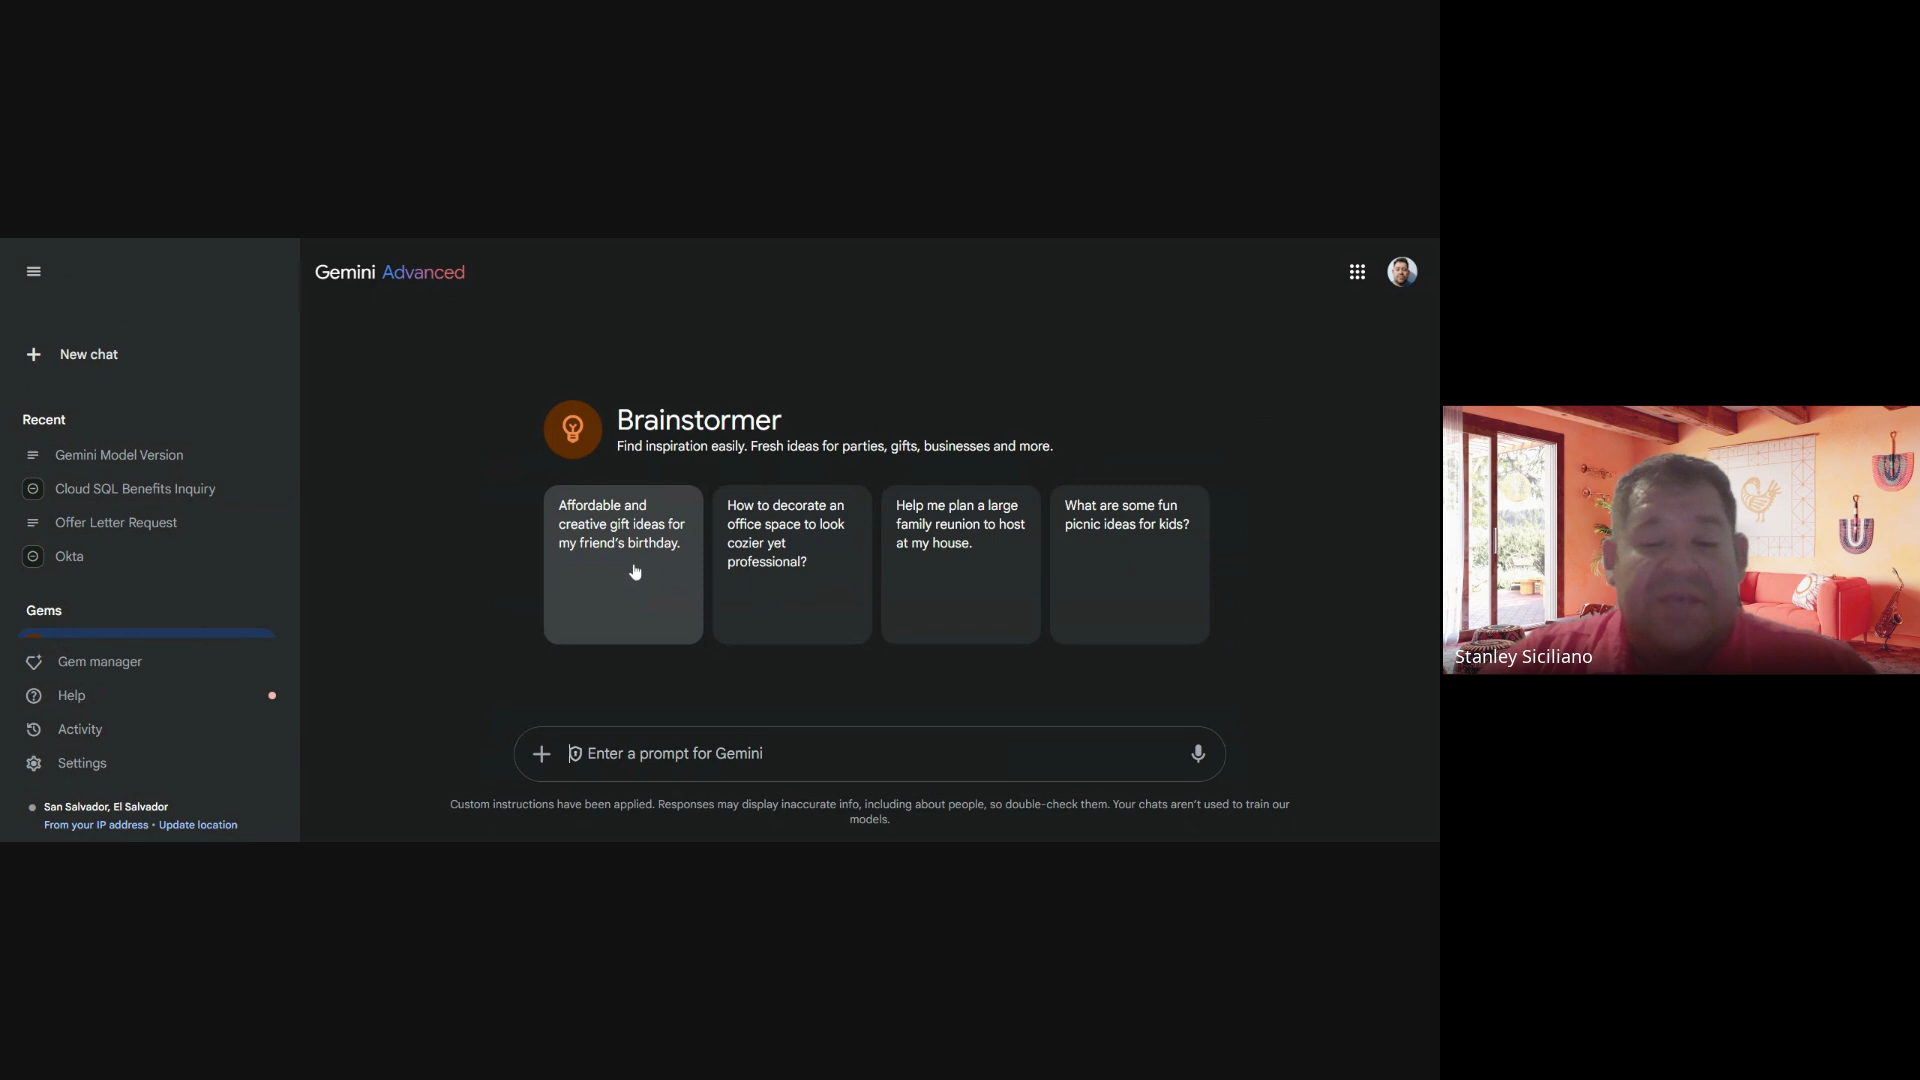 Gemini Advanced
New chat
Recent
Gemini Model Version
Cloud SQL Benefits Inquiry
Offer Letter Request
Okta
Gems
Gem manager
Help
Activity
Settings
San Salvador, El Salvador
From your IP address • Update location
Brainstormer
Find inspiration easily. Fresh ideas for parties, gifts, businesses and more.
Affordable and
creative gift ideas for
my friend's birthday.
How to decorate an
office space to look
cozier yet
professional?
Help me plan a large
family reunion to host
at my house.
What are some fun
picnic ideas for kids?
Enter a prompt for Gemini
Custom instructions have been applied. Responses may display inaccurate info, including about people, so double-check them. Your chats aren't used to train our
models.
Stanley Siciliano